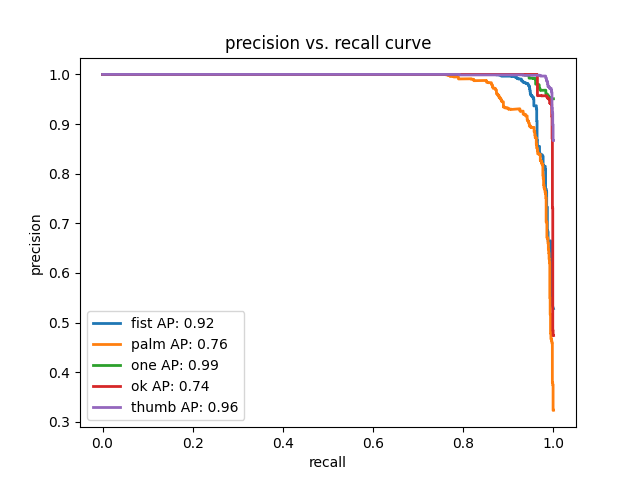 precision vs. recall curve
1.0
0.9
0.8
0.7
0.6
0.5
0.4
0.3
precision
fist AP: 0.92
palm AP: 0.76
one AP: 0.99
ok AP: 0.74
thumb AP: 0.96
0.0 0.2 0.4 0.6 0.8 1.0
recall